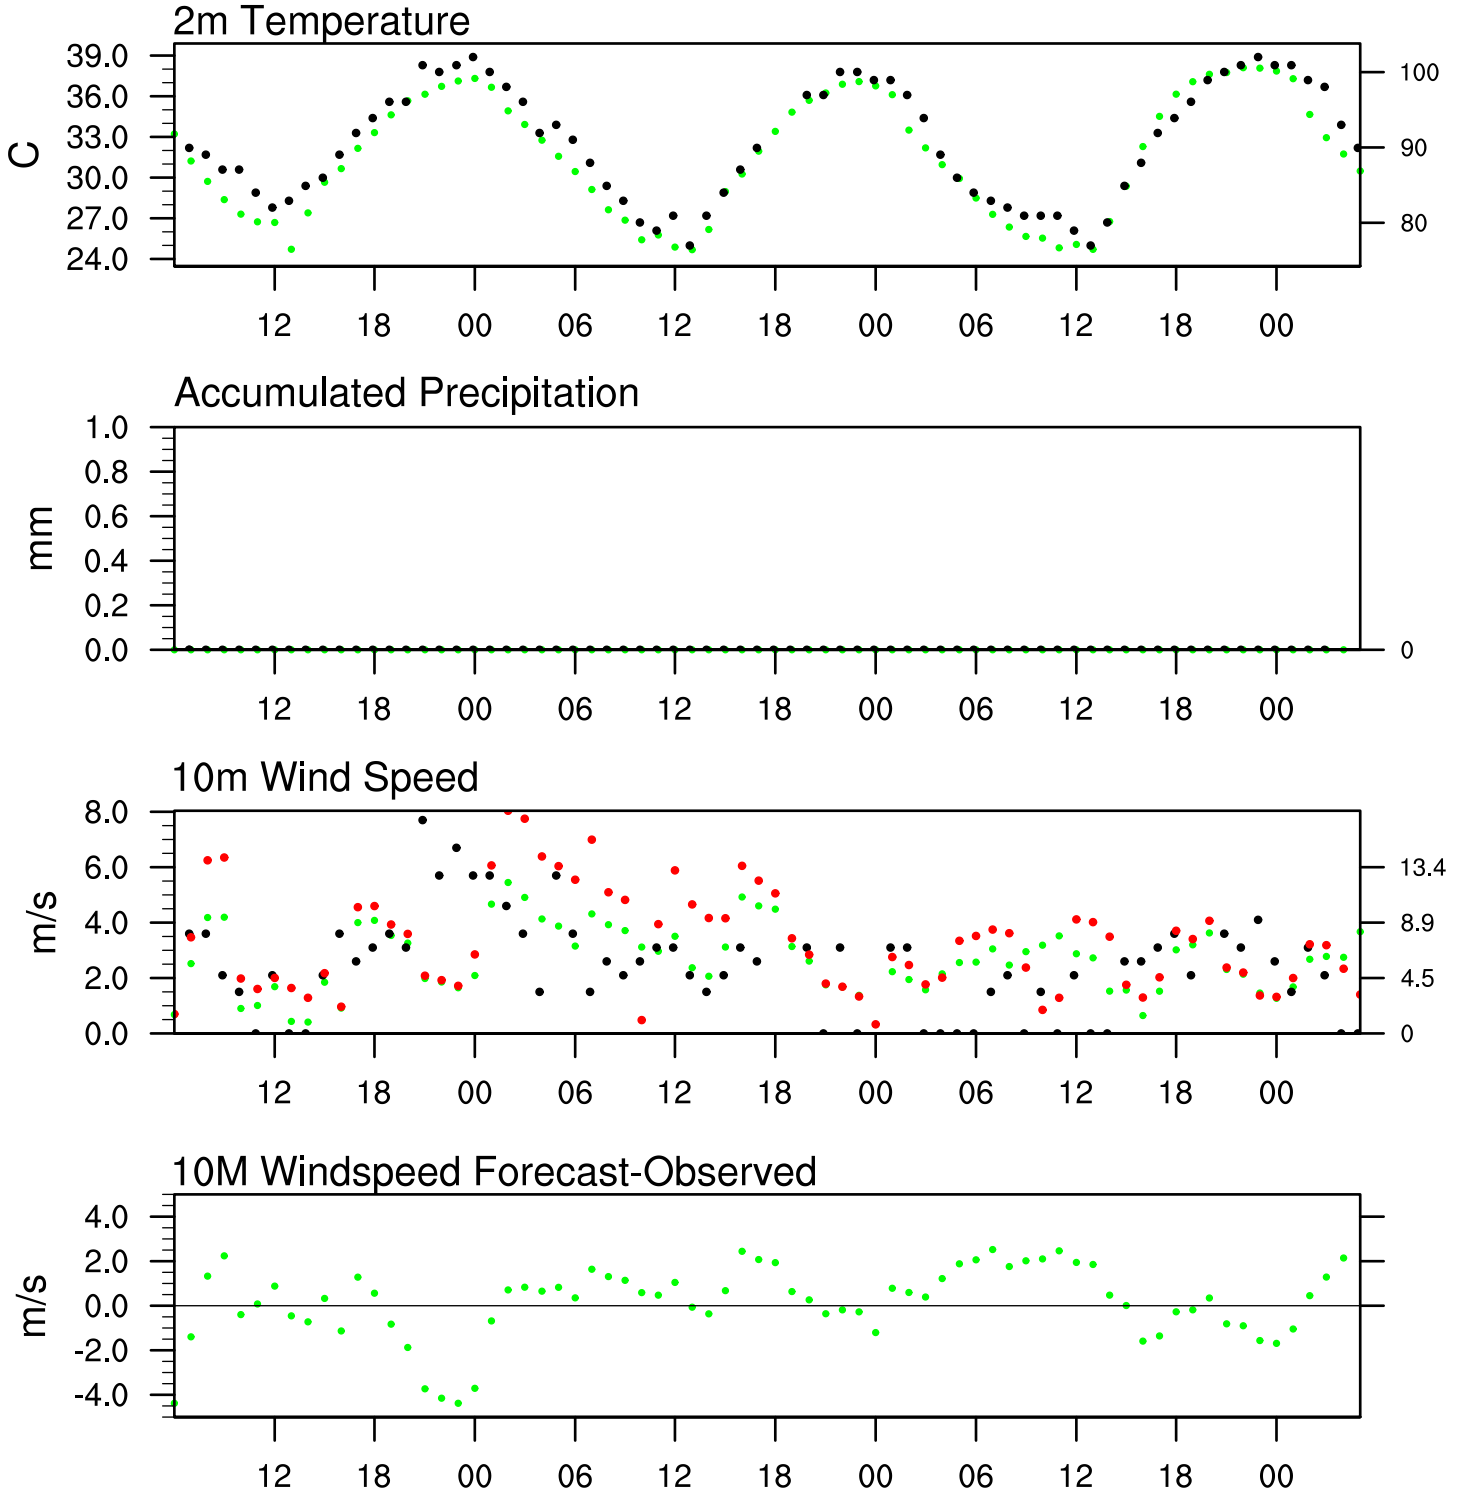 2m Temperature
39.0
36.0
33.0
30.0
27.0
24.0
C
100
90
80
12 18 00 06 12 18 00 06 12 18 00
Accumulated Precipitation
1.0
0.8
0.6
0.4
0.2
0.0
mm
0
12 18 00 06 12 18 00 06 12 18 00
10m Wind Speed
8.0
6.0
4.0
2.0
0.0
m/s
13.4
8.9
4.5
0
12 18 00 06 12 18 00 06 12 18 00
10M Windspeed Forecast-Observed
4.0
2.0
0.0
-2.0
-4.0
m/s
12 18 00 06 12 18 00 06 12 18 00